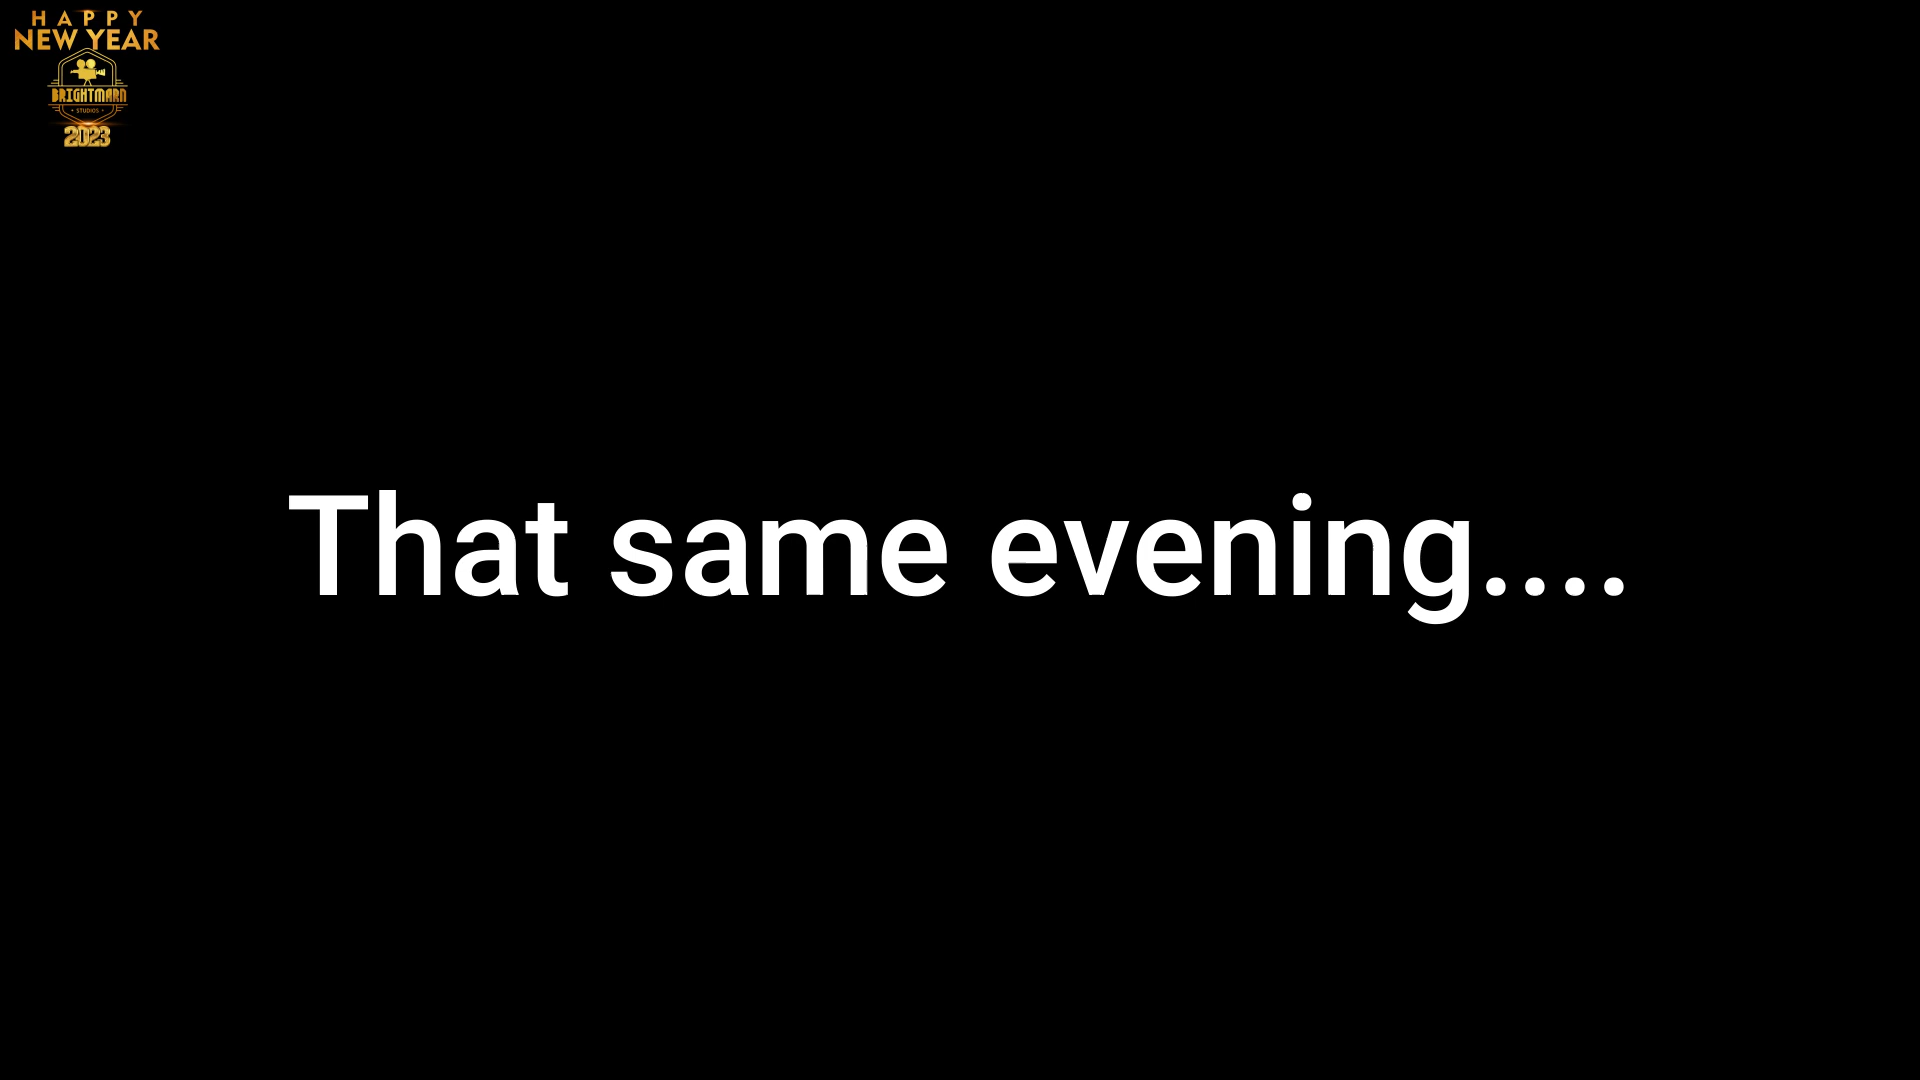 HAPPY
NEW YEAR
BRIGHTMARN
STUDIOS
2023
That same evening....